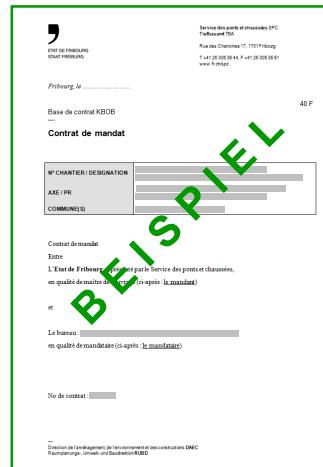 Service des ponts et chaussées SPC
Tiefbauamt TBA
Rue des Chanoines 17, 1701 Fribourg
ETAT DE FRIBOURG
STAAT FREIBURG
T +41 26 305 36 44, F +41 26 305 36 51
www.fr.ch/spc
Fribourg, le
40 F
Base de contrat KBOB
—
Contrat de mandat
N° CHANTIER / DESIGNATION
AXE / PR
COMMUNE(S)
BEISPIEL
Contrat de mandat
Entre
L'Etat de Fribourg par le Service des ponts et chaussées,
en qualité de maître (ci-après : le mandant)
et
Le bureau :
en qualité de mandataire (ci-après : le mandataire)
No de contrat :
—
Direction de l'aménagement, de l'environnement et des constructions DAEC
Raumplanungs-, Umwelt- und Baudirektion RUBD